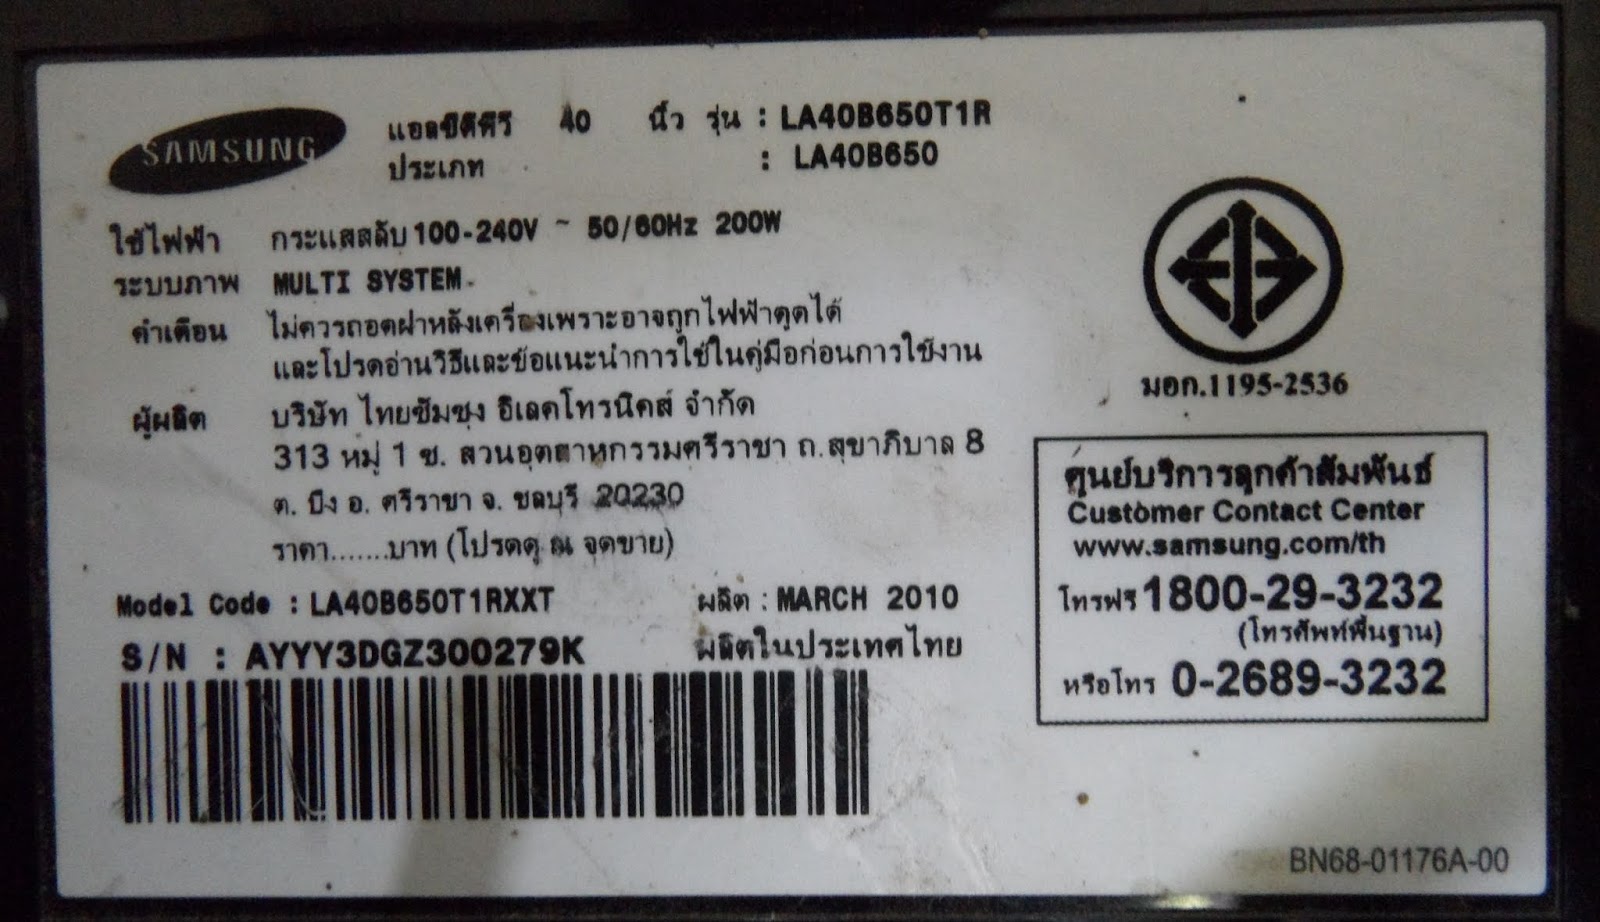 SAMSUNG
แอลซีดีทีวี 40 นิ้ว รุ่น : LA40B650T1R
ประเภท : LA40B650
ใช้ไฟฟ้า กระแสสลับ 100-240V ~ 50/60Hz 200W
ระบบภาพ MULTI SYSTEM
คำเตือน ไม่ควรถอดฝาหลังเครื่องเพราะอาจถูกไฟฟ้าดูดได้
และโปรดอ่านวิธีและข้อแนะนำการใช้ในคู่มือก่อนการใช้งาน
ผู้ผลิต บริษัท ไทยซัมซุง อิเลคโทรนิคส์ จำกัด
313 หมู่ 1 ซ. สวนอุตสาหกรรมศรีราชา ถ.สุขาภิบาล 8
ต. บึง อ. ศรีราชา จ. ชลบุรี 20230
ราคา.......บาท (โปรดดู ณ จุดขาย)
Model Code : LA40B650T1RXXT ผลิต : MARCH 2010
S/N : AYYY3DGZ300279K ผลิตในประเทศไทย
มอก.1195-2536
ศูนย์บริการลูกค้าสัมพันธ์
Customer Contact Center
www.samsung.com/th
โทรฟรี 1800-29-3232
(โทรศัพท์พื้นฐาน)
หรือโทร 0-2689-3232
BN68-01176A-00